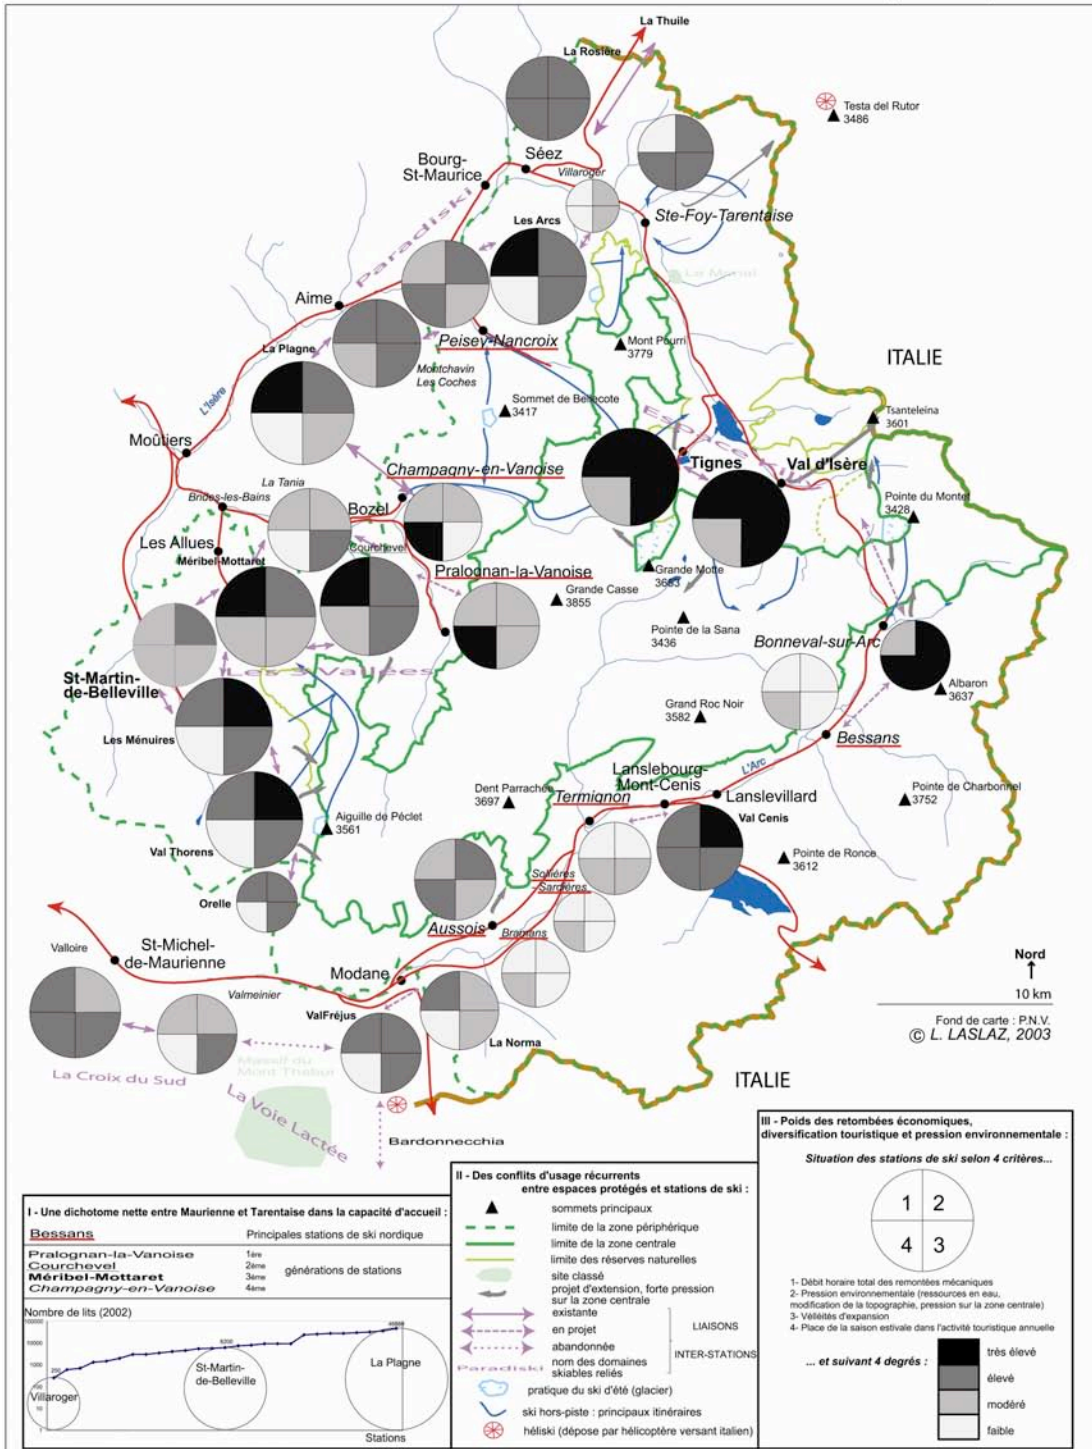 La Thuile
La Rosière
Testa del Rutor
3486
Séez
Bourg-
St-Maurice
Villaroger
Ste-Foy-Tarentaise
Les Arcs
Paradiski
Aime
Peisey-Nancroix
Mont Pourri
3779
La Plagne
Montchavin
Les Coches
ITALIE
L'Isère
Sommet de Bellecote
3417
Tsanteleina
3601
Moûtiers
Tignes
Val d'Isère
Champagny-en-Vanoise
La Tania
Pointe du Montet
3428
Brides-les-Bains
Bozel
Les Allues
Courchevel
Méribel-Mottaret
Pralognan-la-Vanoise
Grande Motte
3683
Grande Casse
3855
Pointe de la Sana
3436
Bonneval-sur-Arc
Les 3 Vallées
St-Martin-
de-Belleville
Albaron
3637
Grand Roc Noir
3582
Les Ménuires
Bessans
L'Arc
Lanslebourg-
Mont-Cenis
Dent Parrachée
3697
Termignon
Lanslevillard
Pointe de Charbonnel
3752
Val Cenis
Aiguille de Péclet
3561
Val Thorens
Pointe de Ronce
3612
Sollières
-Sardières
Orelle
Aussois
Bramans
St-Michel-
de-Maurienne
Valloire
Modane
Valmeinier
Nord
10 km
ValFréjus
La Norma
Fond de carte : P.N.V.
© L. LASLAZ, 2003
Massif du
Mont Thabor
La Croix du Sud
La Voie Lactée
ITALIE
Bardonnecchia
I - Une dichotome nette entre Maurienne et Tarentaise dans la capacité d'accueil :
Bessans Principales stations de ski nordique
Pralognan-la-Vanoise 1ère
Courchevel 2ème
Méribel-Mottaret 3ème
Champagny-en-Vanoise 4ème
générations de stations
Nombre de lits (2002)
100000
10000
1000
100
10
1
Villaroger
St-Martin-
de-Belleville
La Plagne
Stations
II - Des conflits d'usage récurrents
entre espaces protégés et stations de ski :
sommets principaux
limite de la zone périphérique
limite de la zone centrale
limite des réserves naturelles
site classé
projet d'extension, forte pression
sur la zone centrale
existante
en projet
abandonnée
LIAISONS
INTER-STATIONS
Paradiski nom des domaines
skiables reliés
pratique du ski d'été (glacier)
ski hors-piste : principaux itinéraires
héliski (dépose par hélicoptère versant italien)
III - Poids des retombées économiques,
diversification touristique et pression environnementale :
Situation des stations de ski selon 4 critères...
1 2
4 3
1- Débit horaire total des remontées mécaniques
2- Pression environnementale (ressources en eau,
modification de la topographie, pression sur la zone centrale)
3- Vélléités d'expansion
4- Place de la saison estivale dans l'activité touristique annuelle
... et suivant 4 degrés :
très élevé
élevé
modéré
faible